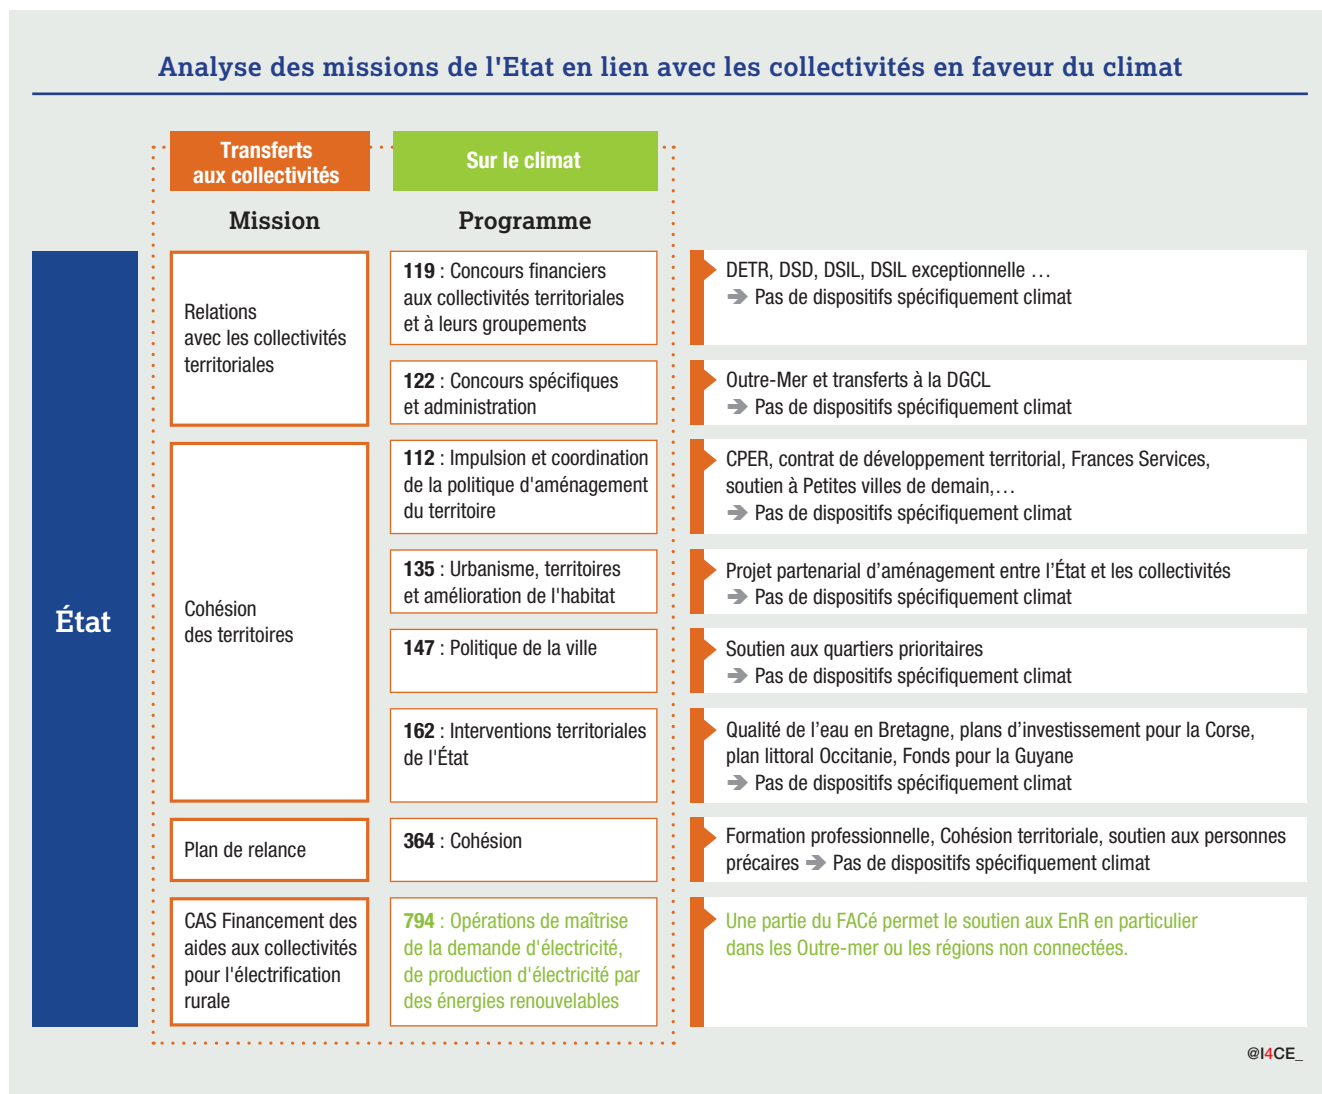 Analyse des missions de l'Etat en lien avec les collectivités en faveur du climat
Transferts
aux collectivités
Sur le climat
Mission
Programme
État
Relations
avec les collectivités
territoriales
119 : Concours financiers
aux collectivités territoriales
et à leurs groupements
DETR, DSD, DSIL, DSIL exceptionnelle …
➔ Pas de dispositifs spécifiquement climat
122 : Concours spécifiques
et administration
Outre-Mer et transferts à la DGCL
➔ Pas de dispositifs spécifiquement climat
Cohésion
des territoires
112 : Impulsion et coordination
de la politique d'aménagement
du territoire
CPER, contrat de développement territorial, Frances Services,
soutien à Petites villes de demain,…
➔ Pas de dispositifs spécifiquement climat
135 : Urbanisme, territoires
et amélioration de l'habitat
Projet partenarial d’aménagement entre l’État et les collectivités
➔ Pas de dispositifs spécifiquement climat
147 : Politique de la ville
Soutien aux quartiers prioritaires
➔ Pas de dispositifs spécifiquement climat
162 : Interventions territoriales
de l'État
Qualité de l’eau en Bretagne, plans d’investissement pour la Corse,
plan littoral Occitanie, Fonds pour la Guyane
➔ Pas de dispositifs spécifiquement climat
Plan de relance
364 : Cohésion
Formation professionnelle, Cohésion territoriale, soutien aux personnes
précaires ➔ Pas de dispositifs spécifiquement climat
CAS Financement des
aides aux collectivités
pour l'électrification
rurale
794 : Opérations de maîtrise
de la demande d'électricité,
de production d'électricité par
des énergies renouvelables
Une partie du FACé permet le soutien aux EnR en particulier
dans les Outre-mer ou les régions non connectées.
@I4CE_